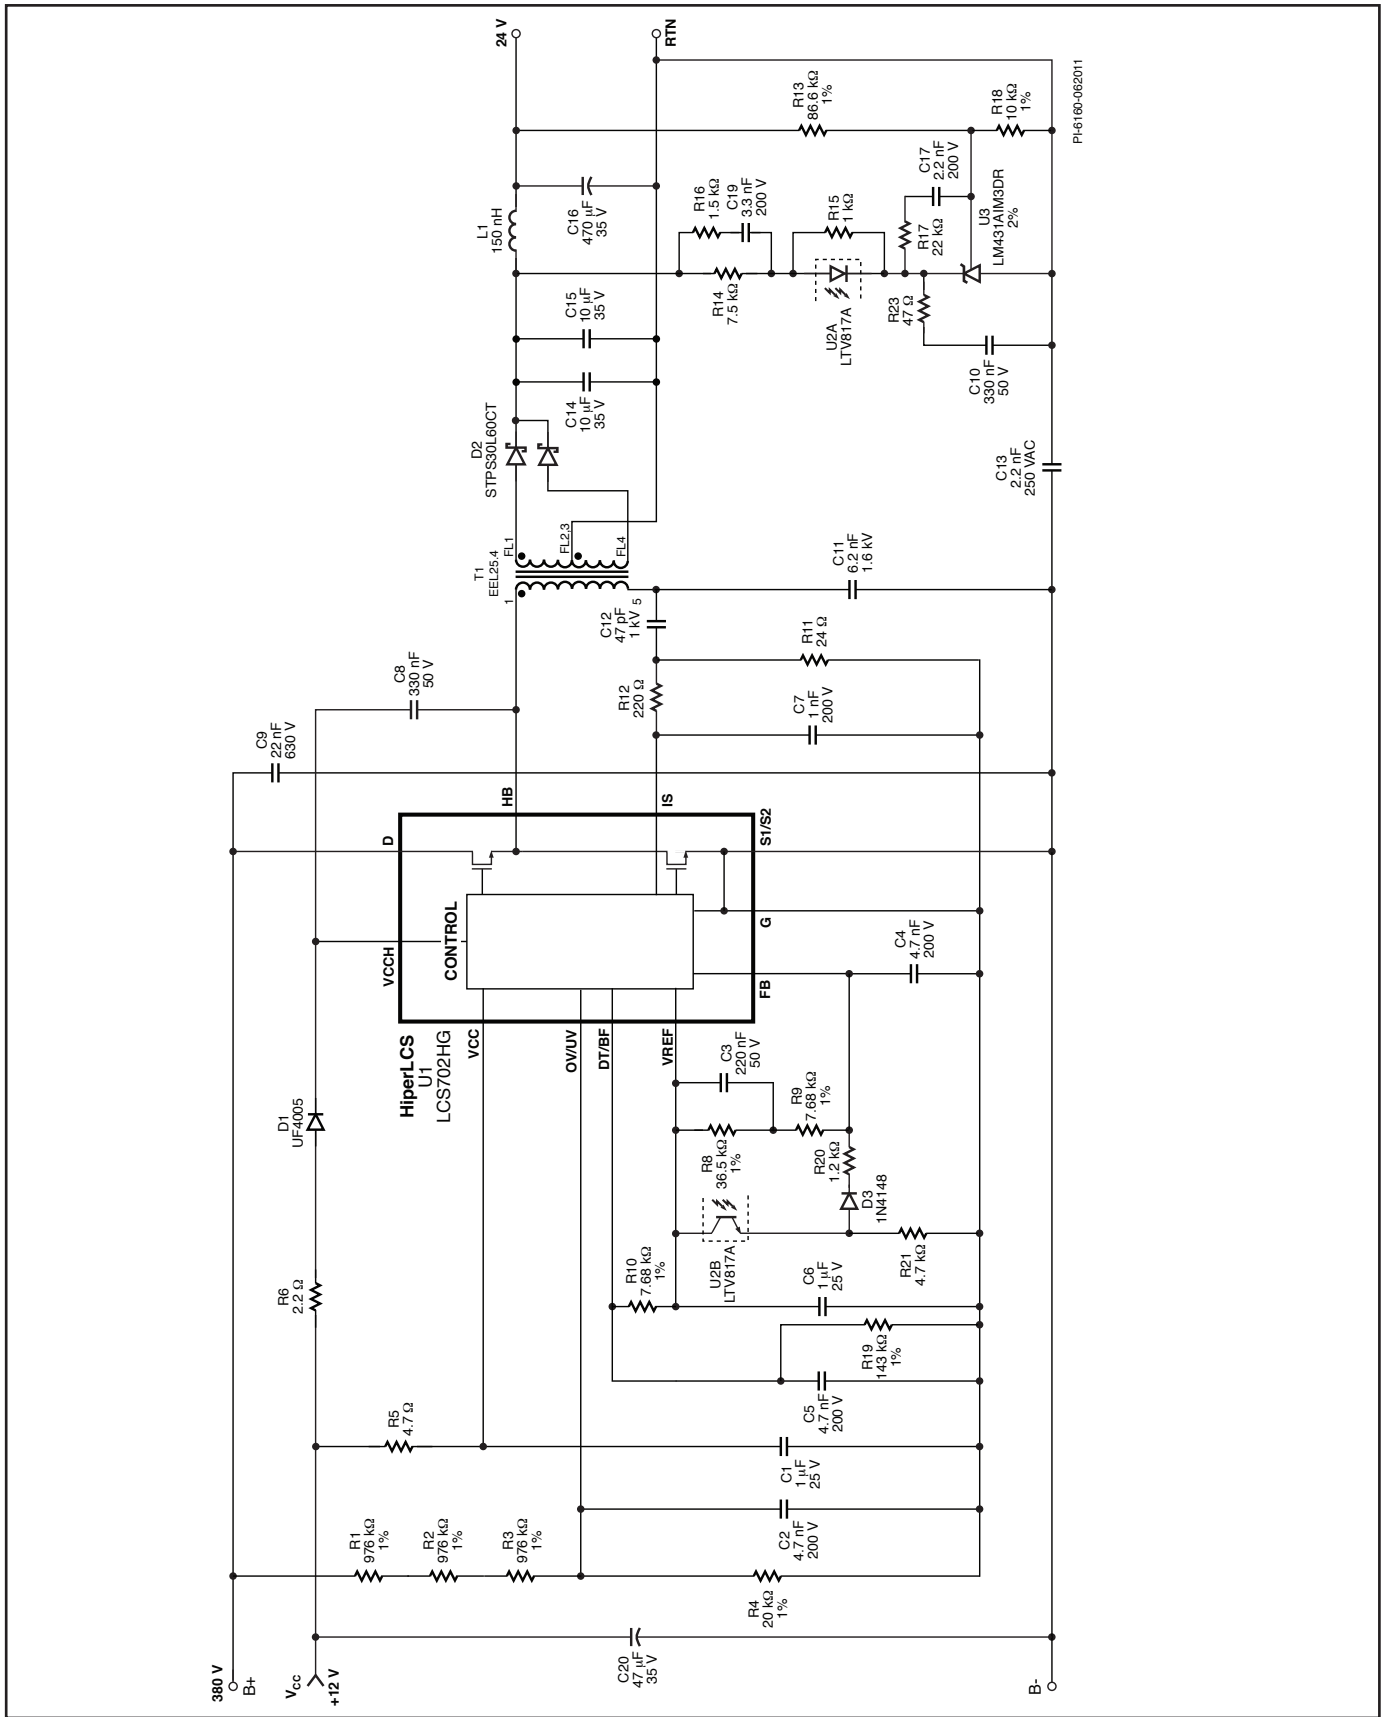 380 V
B+
VCC
+12 V
B-
C20
47 µF
35 V
R1
976 kΩ
1%
R2
976 kΩ
1%
R3
976 kΩ
1%
R4
20 kΩ
1%
C2
4.7 nF
200 V
C1
1 µF
25 V
R5
4.7 Ω
C5
4.7 nF
200 V
R19
143 kΩ
1%
R6
2.2 Ω
R10
7.68 kΩ
1%
C6
1 µF
25 V
U2B
LTV817A
R21
4.7 kΩ
D3
1N4148
R20
1.2 kΩ
R8
36.5 kΩ
1%
R9
7.68 kΩ
1%
C3
220 nF
50 V
D1
UF4005
HiperLCS
U1
LCS702HG
VCC
OV/UV
DT/BF
VREF
VCCH
CONTROL
FB
G
D
HB
IS
S1/S2
C4
4.7 nF
200 V
C9
22 nF
630 V
C8
330 nF
50 V
C7
1 nF
200 V
R12
220 Ω
R11
24 Ω
C12
47 pF
1 kV
C11
6.2 nF
1.6 kV
T1
EEL25.4
1
5
FL1
FL2,3
FL4
D2
STPS30L60CT
C13
2.2 nF
250 VAC
C14
10 µF
35 V
C15
10 µF
35 V
L1
150 nH
C16
470 µF
35 V
C10
330 nF
50 V
R23
47 Ω
U2A
LTV817A
R14
7.5 kΩ
R16
1.5 kΩ
C19
3.3 nF
200 V
R15
1 kΩ
R17
22 kΩ
C17
2.2 nF
200 V
U3
LM431AIM3DR
2%
R13
86.6 kΩ
1%
R18
10 kΩ
1%
24 V
RTN
PI-6160-062011